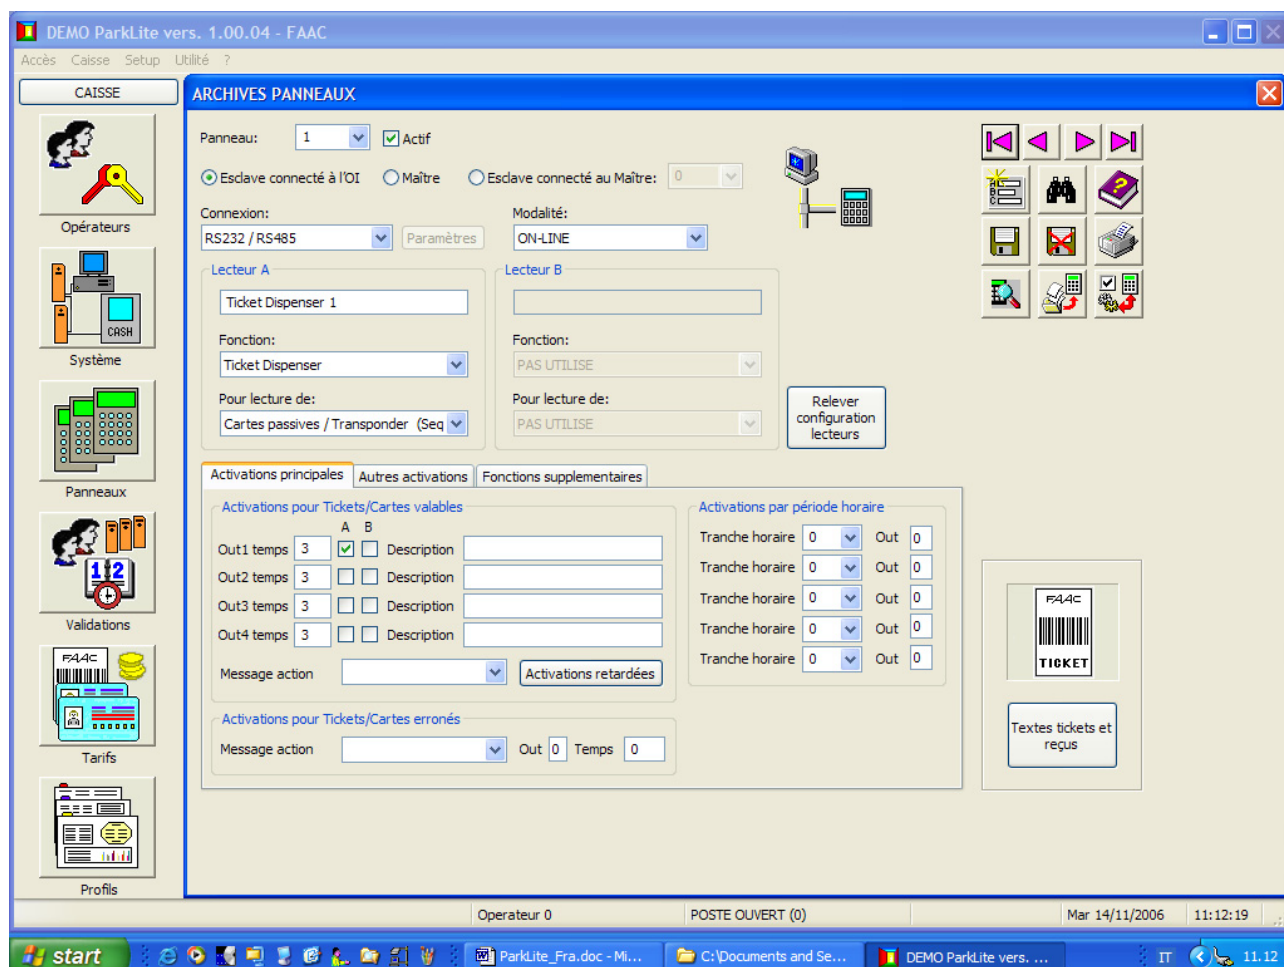 DEMO ParkLite vers. 1.00.04 - FAAC
Accès Caisse Setup Utilité ?
CAISSE
ARCHIVES PANNEAUX
Panneau: 1 Actif
Esclave connecté à l'OI Maître Esclave connecté au Maître: 0
Connexion: Modalité:
RS232 / RS485 Paramètres ON-LINE
Lecteur A Lecteur B
Ticket Dispenser 1
Fonction: Fonction:
Ticket Dispenser PAS UTILISE
Pour lecture de: Pour lecture de:
Cartes passives / Transponder (Seq PAS UTILISE
Relever
configuration
lecteurs
Opérateurs
CASH
Système
Panneaux
1 2
Validations
FAAC
Tarifs
Profils
Activations principales Autres activations Fonctions supplementaires
Activations pour Tickets/Cartes valables
A B
Out1 temps 3 Description
Out2 temps 3 Description
Out3 temps 3 Description
Out4 temps 3 Description
Message action Activations retardées
Activations pour Tickets/Cartes erronés
Message action Out 0 Temps 0
Activations par période horaire
Tranche horaire 0 Out 0
Tranche horaire 0 Out 0
Tranche horaire 0 Out 0
Tranche horaire 0 Out 0
Tranche horaire 0 Out 0
FAAC
TICKET
Textes tickets et
reçus
Operateur 0 POSTE OUVERT (0) Mar 14/11/2006 11:12:19
start ParkLite_Fra.doc - Mi... C:\Documents and Se... DEMO ParkLite vers. ... IT 11.12